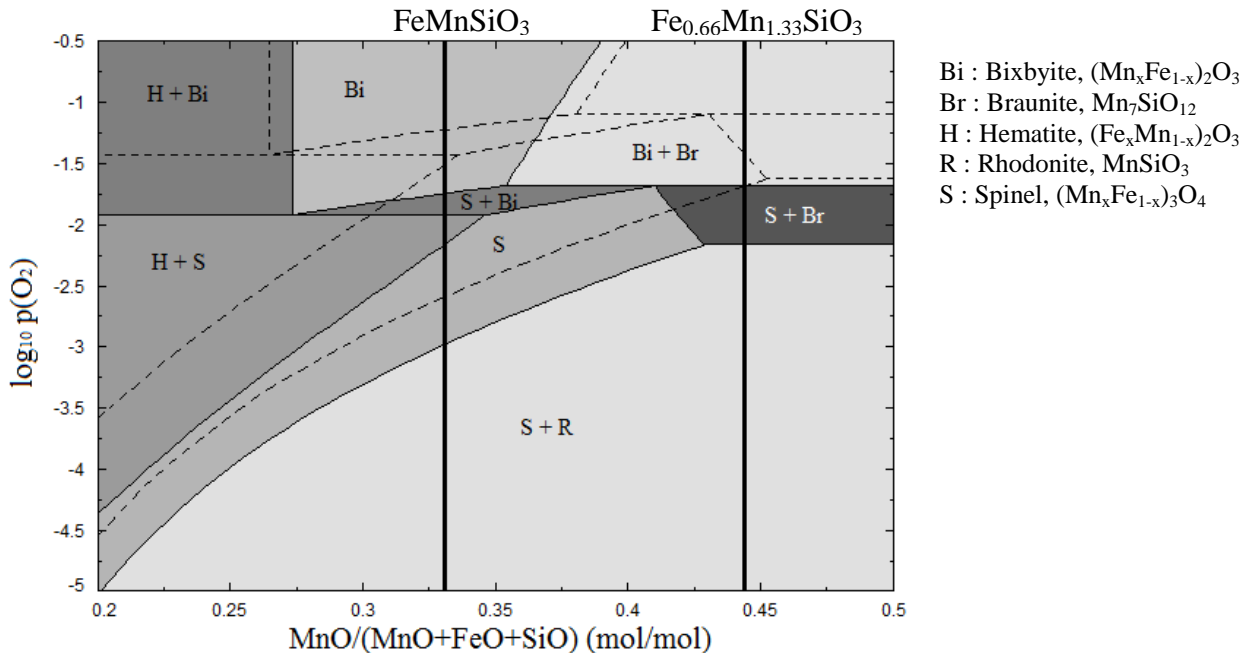 FeMnSiO₃ Fe₀.₆₆Mn₁.₃₃SiO₃
-0.5
-1
-1.5
-2
-2.5
-3
-3.5
-4
-4.5
-5
log₁₀ p(O₂)
H + Bi
Bi
Bi + Br
S + Bi
S + Br
H + S
S
S + R
0.2 0.25 0.3 0.35 0.4 0.45 0.5
MnO/(MnO+FeO+SiO) (mol/mol)
Bi : Bixbyite, (MnₓFe₁₋ₓ)₂O₃
Br : Braunite, Mn₇SiO₁₂
H : Hematite, (FeₓMn₁₋ₓ)₂O₃
R : Rhodonite, MnSiO₃
S : Spinel, (MnₓFe₁₋ₓ)₃O₄